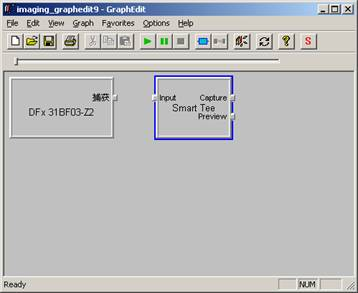 imaging_graphedit9 - GraphEdit
File Edit View Graph Favorites Options Help
S
捕获
DFx 31BF03-Z2
Input Capture
Smart Tee
Preview
Ready NUM